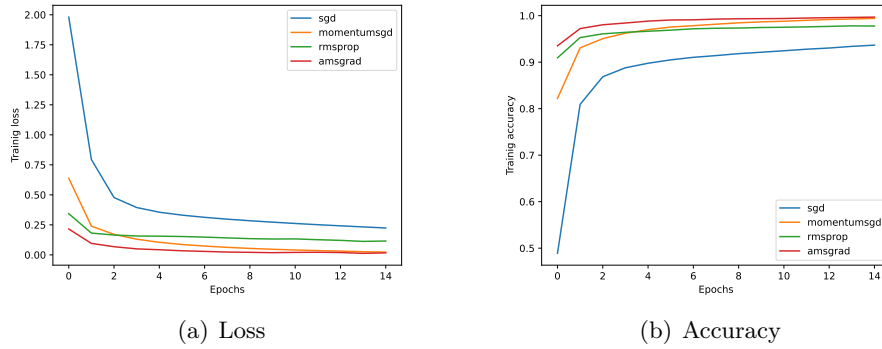 2.00
1.75
1.50
1.25
1.00
0.75
0.50
0.25
0.00
Trainig loss
sgd
momentumsgd
rmsprop
amsgrad
0 2 4 6 8 10 12 14
Epochs
(a) Loss
1.0
0.9
0.8
0.7
0.6
0.5
Trainig accuracy
sgd
momentumsgd
rmsprop
amsgrad
0 2 4 6 8 10 12 14
Epochs
(b) Accuracy